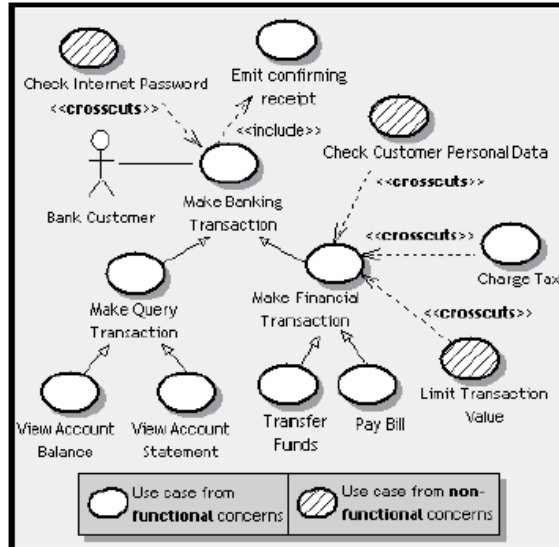 Check Internet Password
Emit confirming
receipt
<<crosscuts>>
<<include>>
Check Customer Personal Data
<<crosscuts>>
Bank Customer
Make Banking
Transaction
<<crosscuts>>
Charge Tax
Make Query
Transaction
Make Financial
Transaction
<<crosscuts>>
Limit Transaction
Value
View Account
Balance
View Account
Statement
Transfer
Funds
Pay Bill
Use case from
functional concerns
Use case from non-
functional concerns